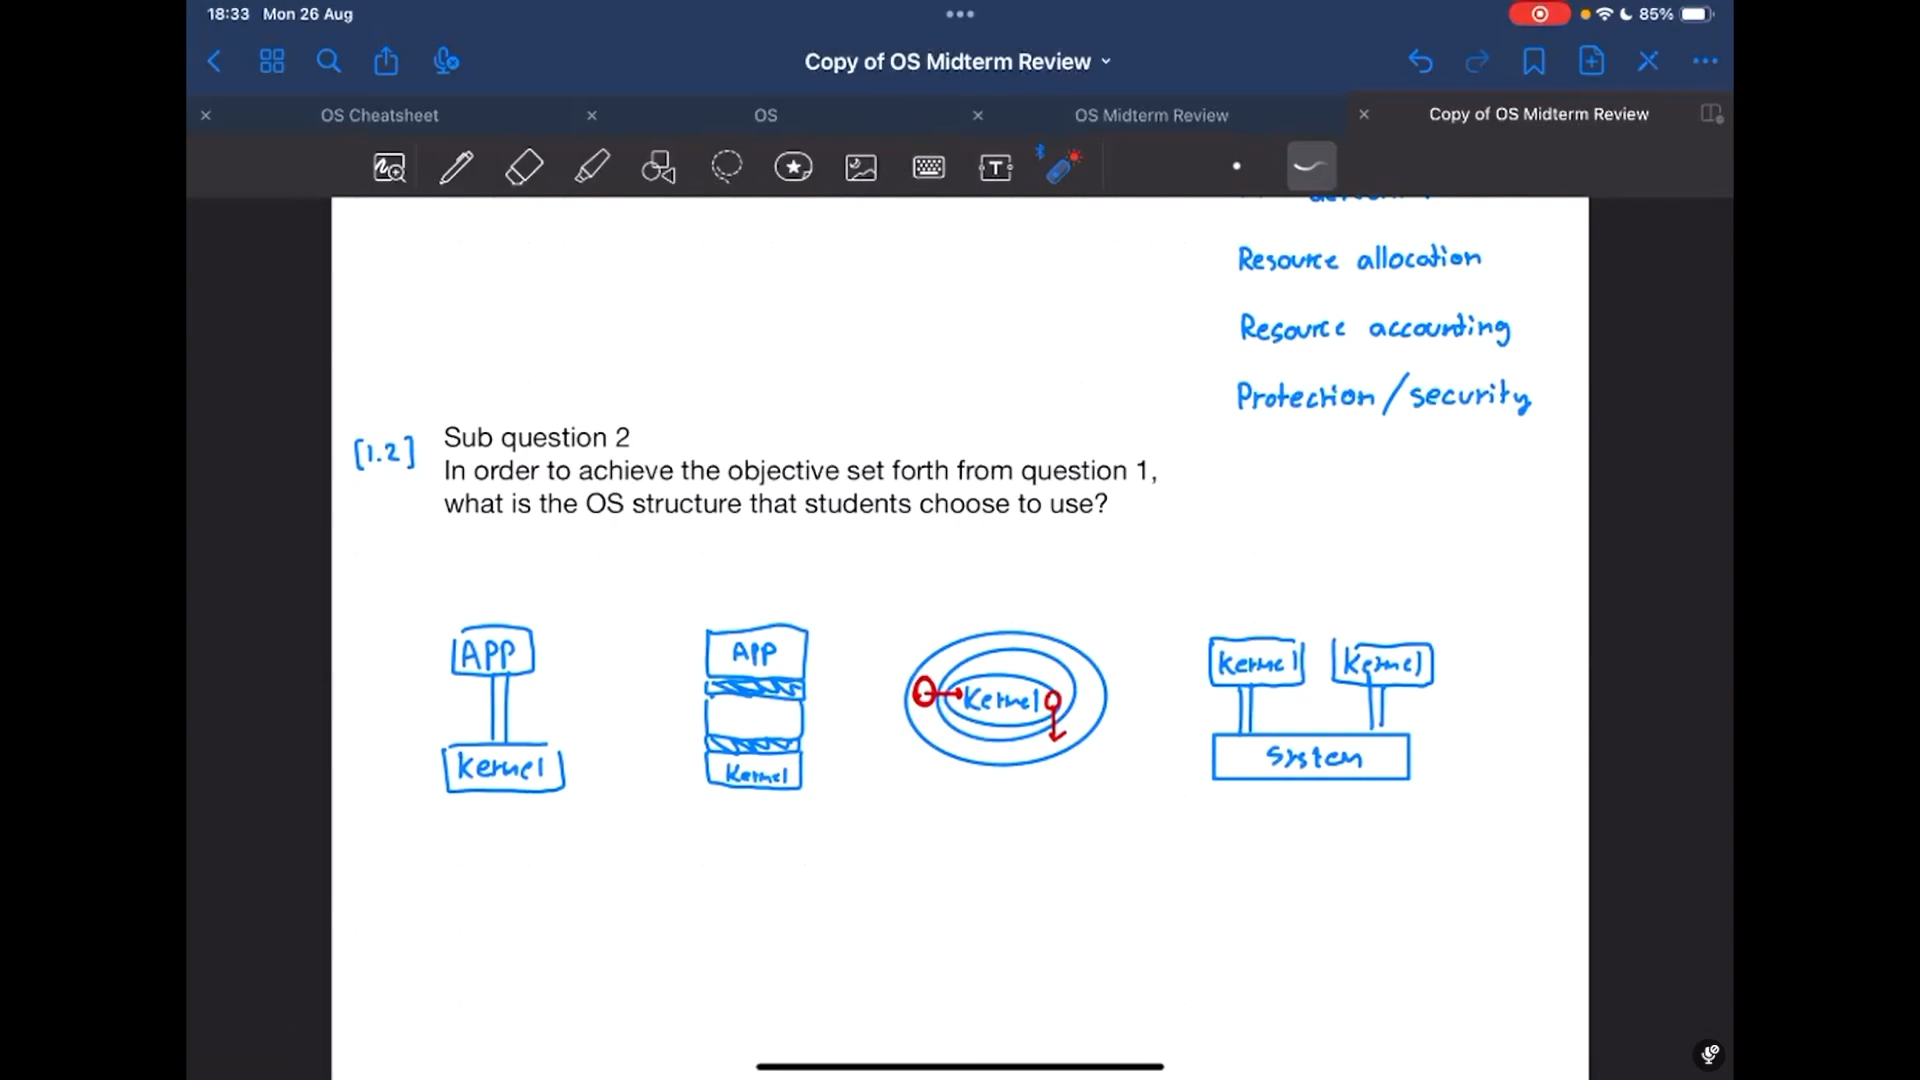 18:33 Mon 26 Aug
85%
Copy of OS Midterm Review
OS Cheatsheet
OS
OS Midterm Review
Copy of OS Midterm Review
T
Resource allocation
Resource accounting
Protection/security
[1.2]
Sub question 2
In order to achieve the objective set forth from question 1,
what is the OS structure that students choose to use?
APP
Kernel
APP
Kernel
Kernel
Kernel
Kernel
System